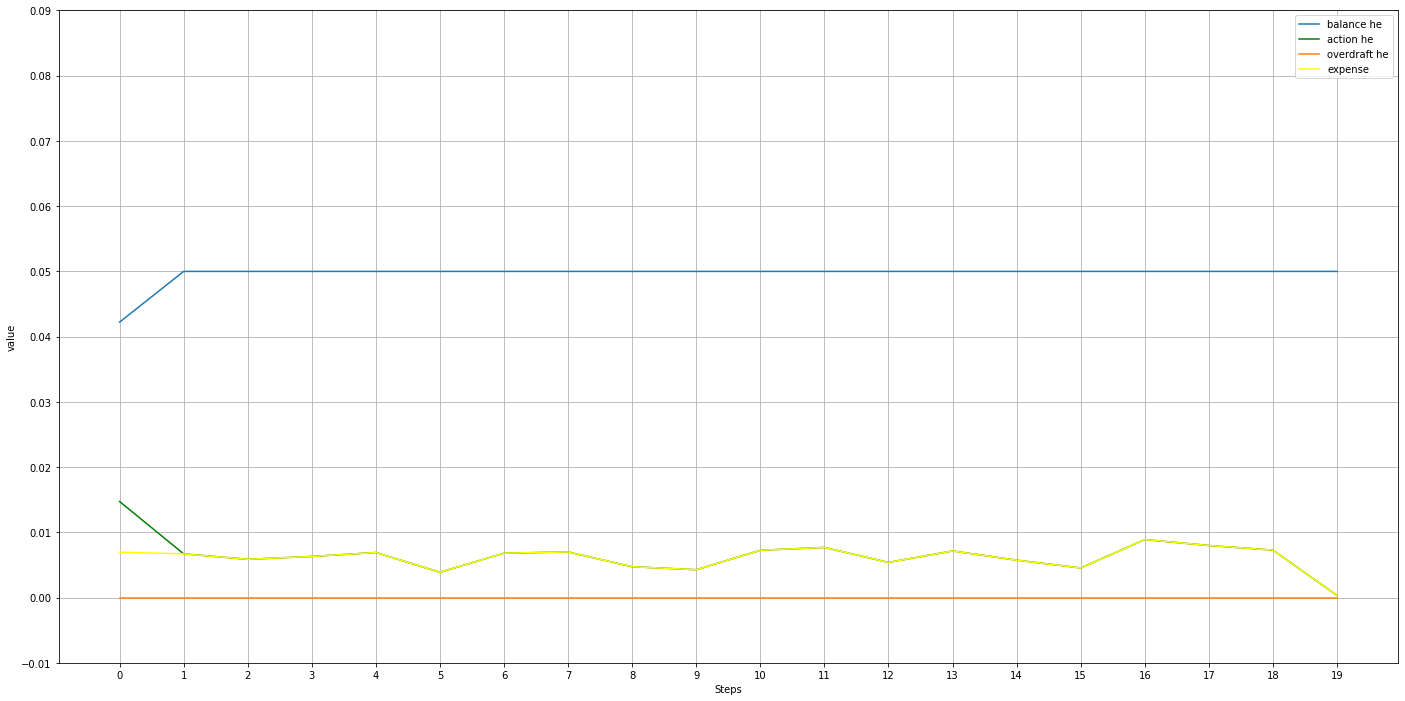 0.09
0.08
0.07
0.06
0.05
0.04
0.03
0.02
0.01
0.00
−0.01
value
0 1 2 3 4 5 6 7 8 9 10 11 12 13 14 15 16 17 18 19
Steps
balance he
action he
overdraft he
expense